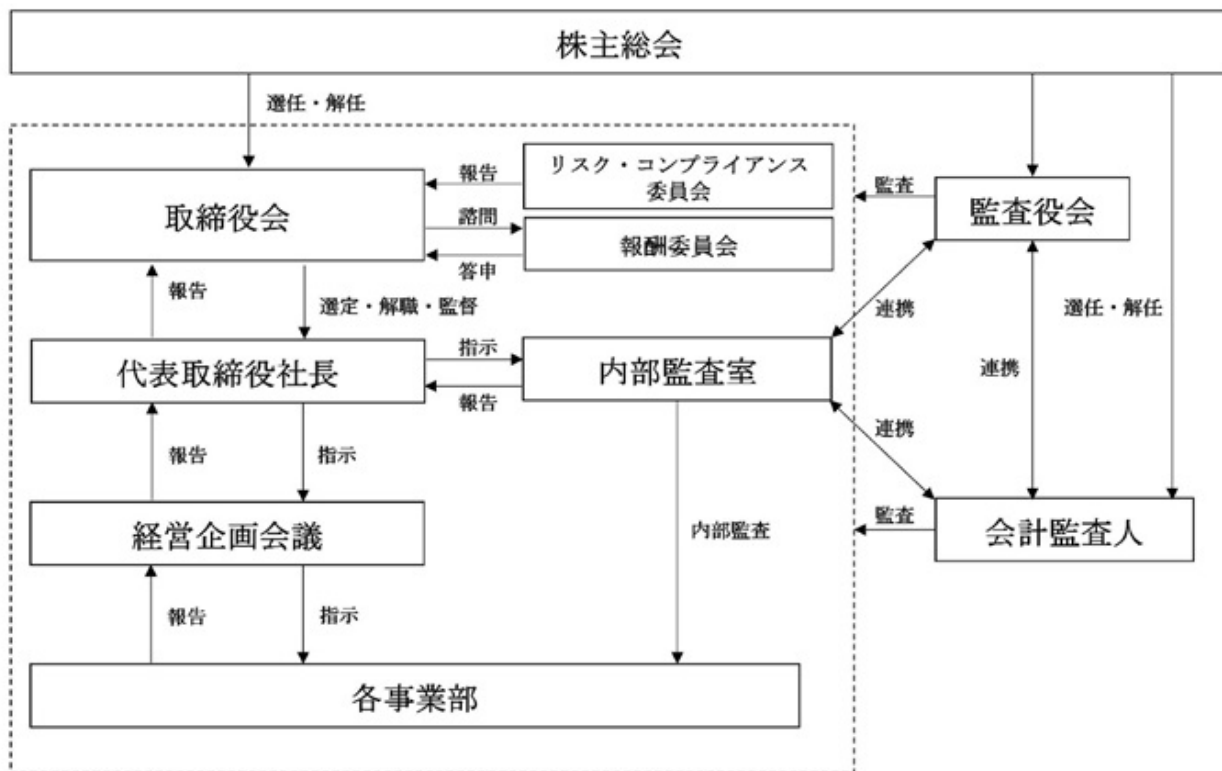 株主総会
選任・解任
リスク・コンプライアンス
委員会
報告
取締役会
監査
監査役会
諮問
報酬委員会
答申
報告
選定・解職・監督
連携
選任・解任
代表取締役社長
指示
内部監査室
報告
連携
連携
報告
指示
経営企画会議
内部監査
監査
会計監査人
報告
指示
各事業部